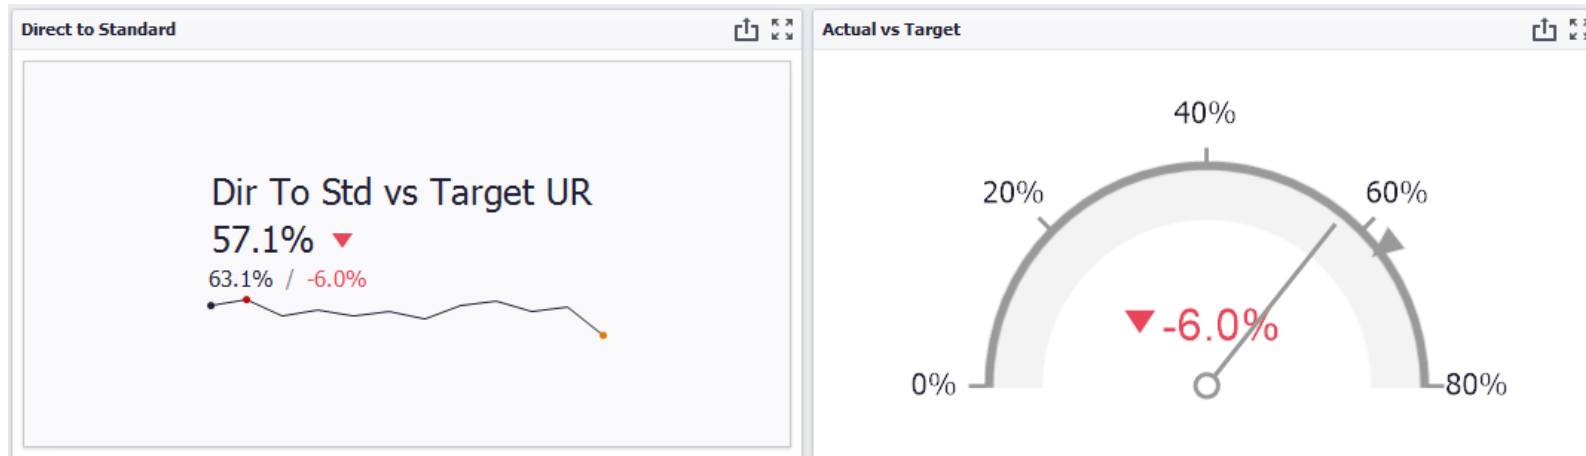 Direct to Standard
Dir To Std vs Target UR
57.1%
63.1% / -6.0%
Actual vs Target
40%
20%
60%
-6.0%
0%
80%